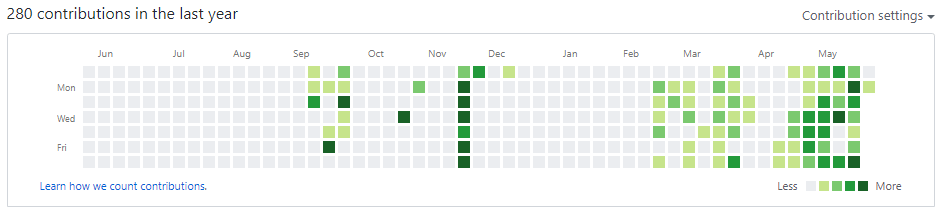 280 contributions in the last year
Contribution settings
Jun Jul Aug Sep Oct Nov Dec Jan Feb Mar Apr May
Mon
Wed
Fri
Learn how we count contributions.
Less More